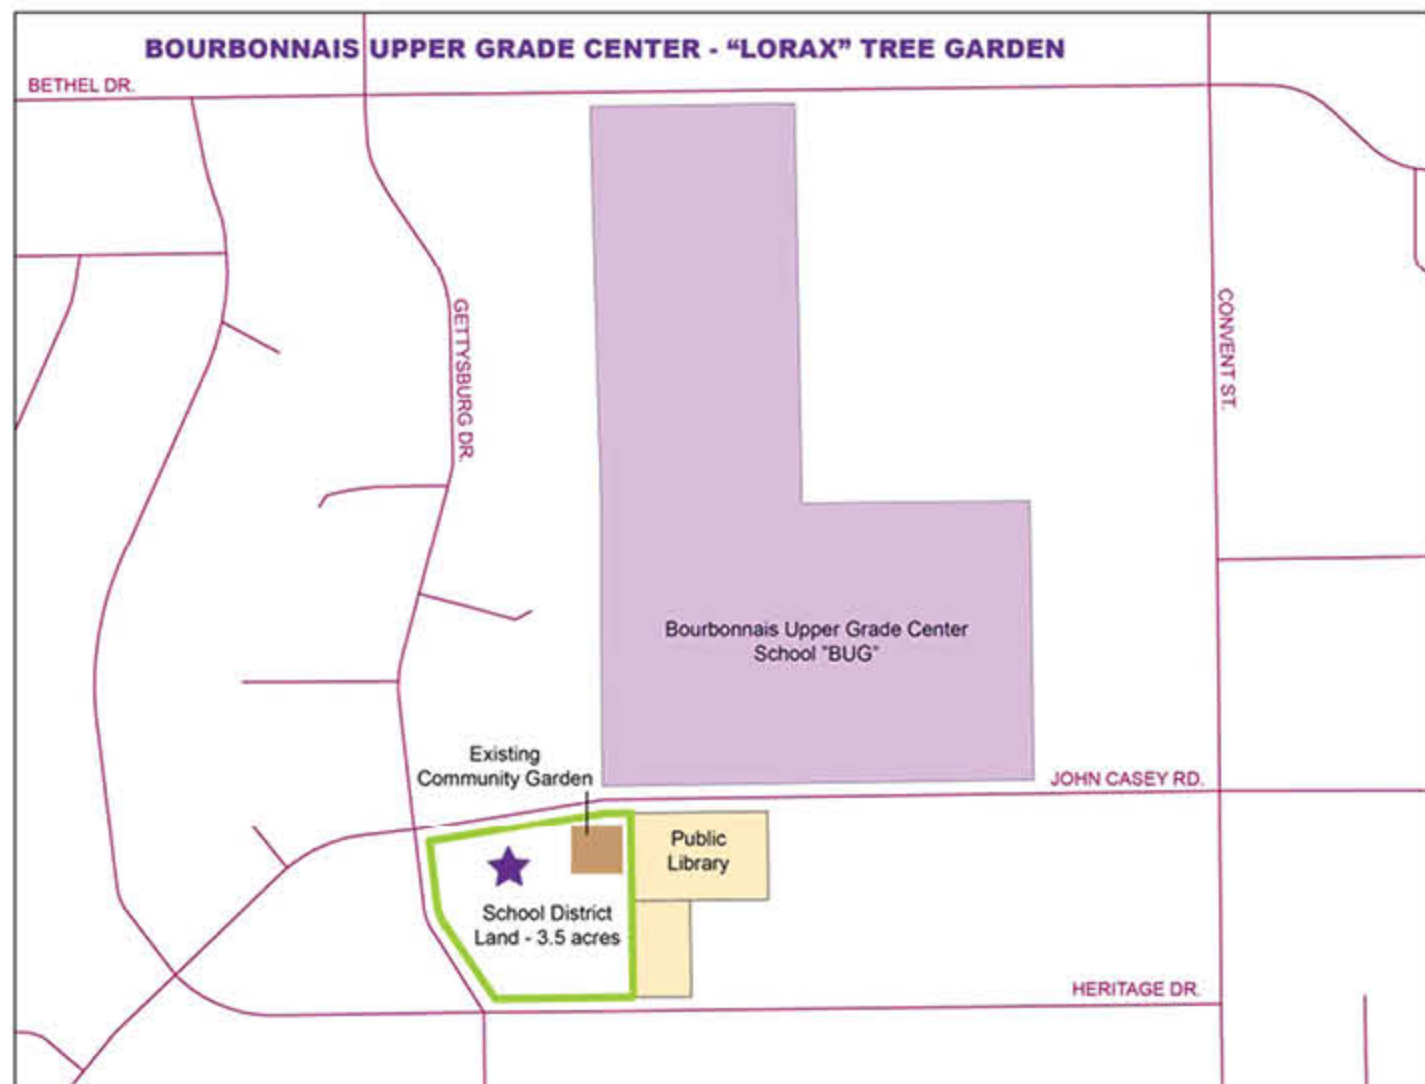 BOURBONNAIS UPPER GRADE CENTER - “LORAX” TREE GARDEN
BETHEL DR.
GETTYSBURG DR.
CONVENT ST.
Bourbonnais Upper Grade Center
School "BUG"
Existing
Community Garden
JOHN CASEY RD.
Public
Library
School District
Land - 3.5 acres
HERITAGE DR.